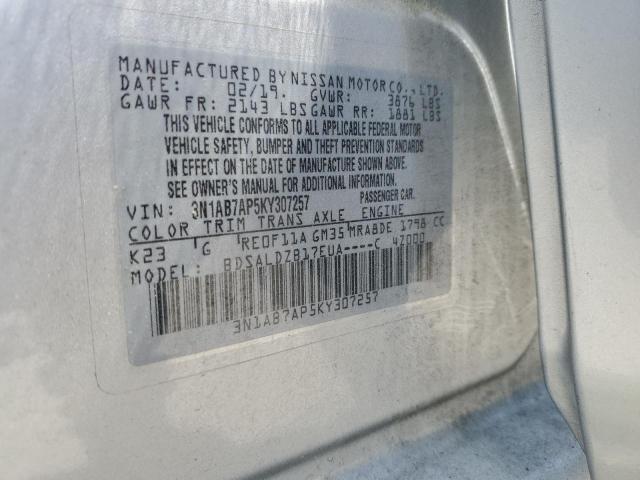 MANUFACTURED BY NISSAN MOTOR CO., LTD.
DATE: 02/19. GVWR: 3876 LBS
GAWR FR: 2143 LBS GAWR RR: 1881 LBS
THIS VEHICLE CONFORMS TO ALL APPLICABLE FEDERAL MOTOR
VEHICLE SAFETY, BUMPER AND THEFT PREVENTION STANDARDS
IN EFFECT ON THE DATE OF MANUFACTURE SHOWN ABOVE.
SEE OWNER'S MANUAL FOR ADDITIONAL INFORMATION.
VIN: 3N1AB7AP5KY307257 PASSENGER CAR.
COLOR TRIM TRANS AXLE ENGINE
K23 G RE0F11A GM35 MRA8DE 1798 CC
MODEL: BDSALDZB17EUA----C 4Z000
3N1AB7AP5KY307257